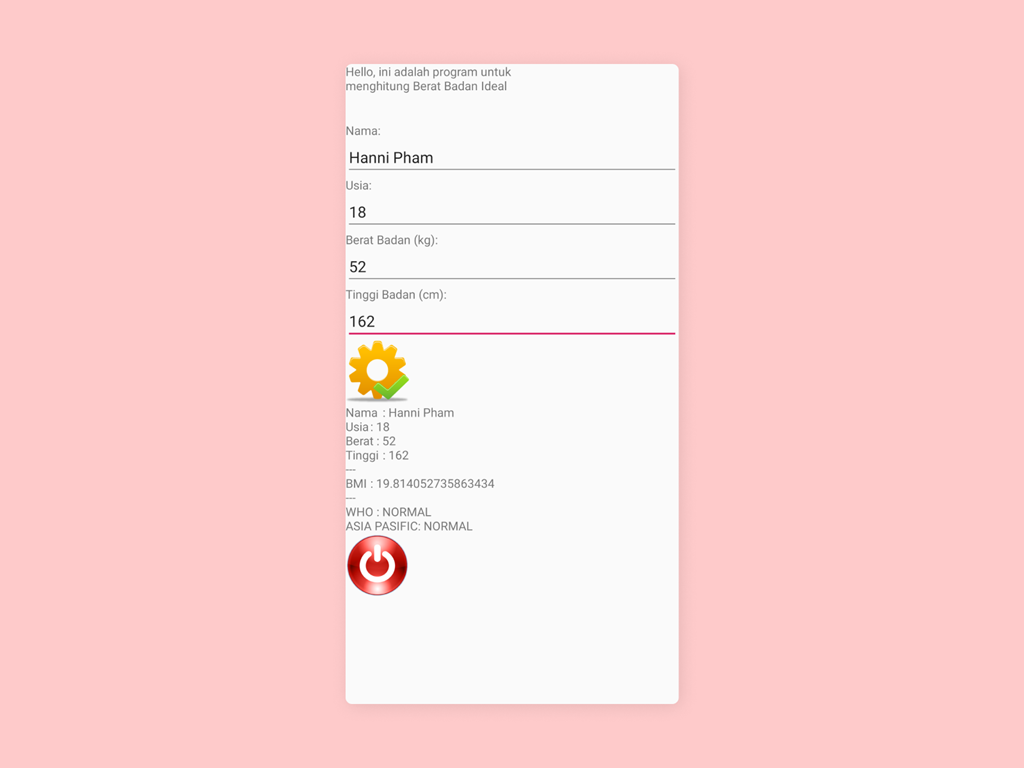 Hello, ini adalah program untuk
menghitung Berat Badan Ideal
Nama:
Hanni Pham
Usia:
18
Berat Badan (kg):
52
Tinggi Badan (cm):
162
Nama : Hanni Pham
Usia : 18
Berat : 52
Tinggi : 162
---
BMI : 19.814052735863434
---
WHO : NORMAL
ASIA PASIFIC: NORMAL